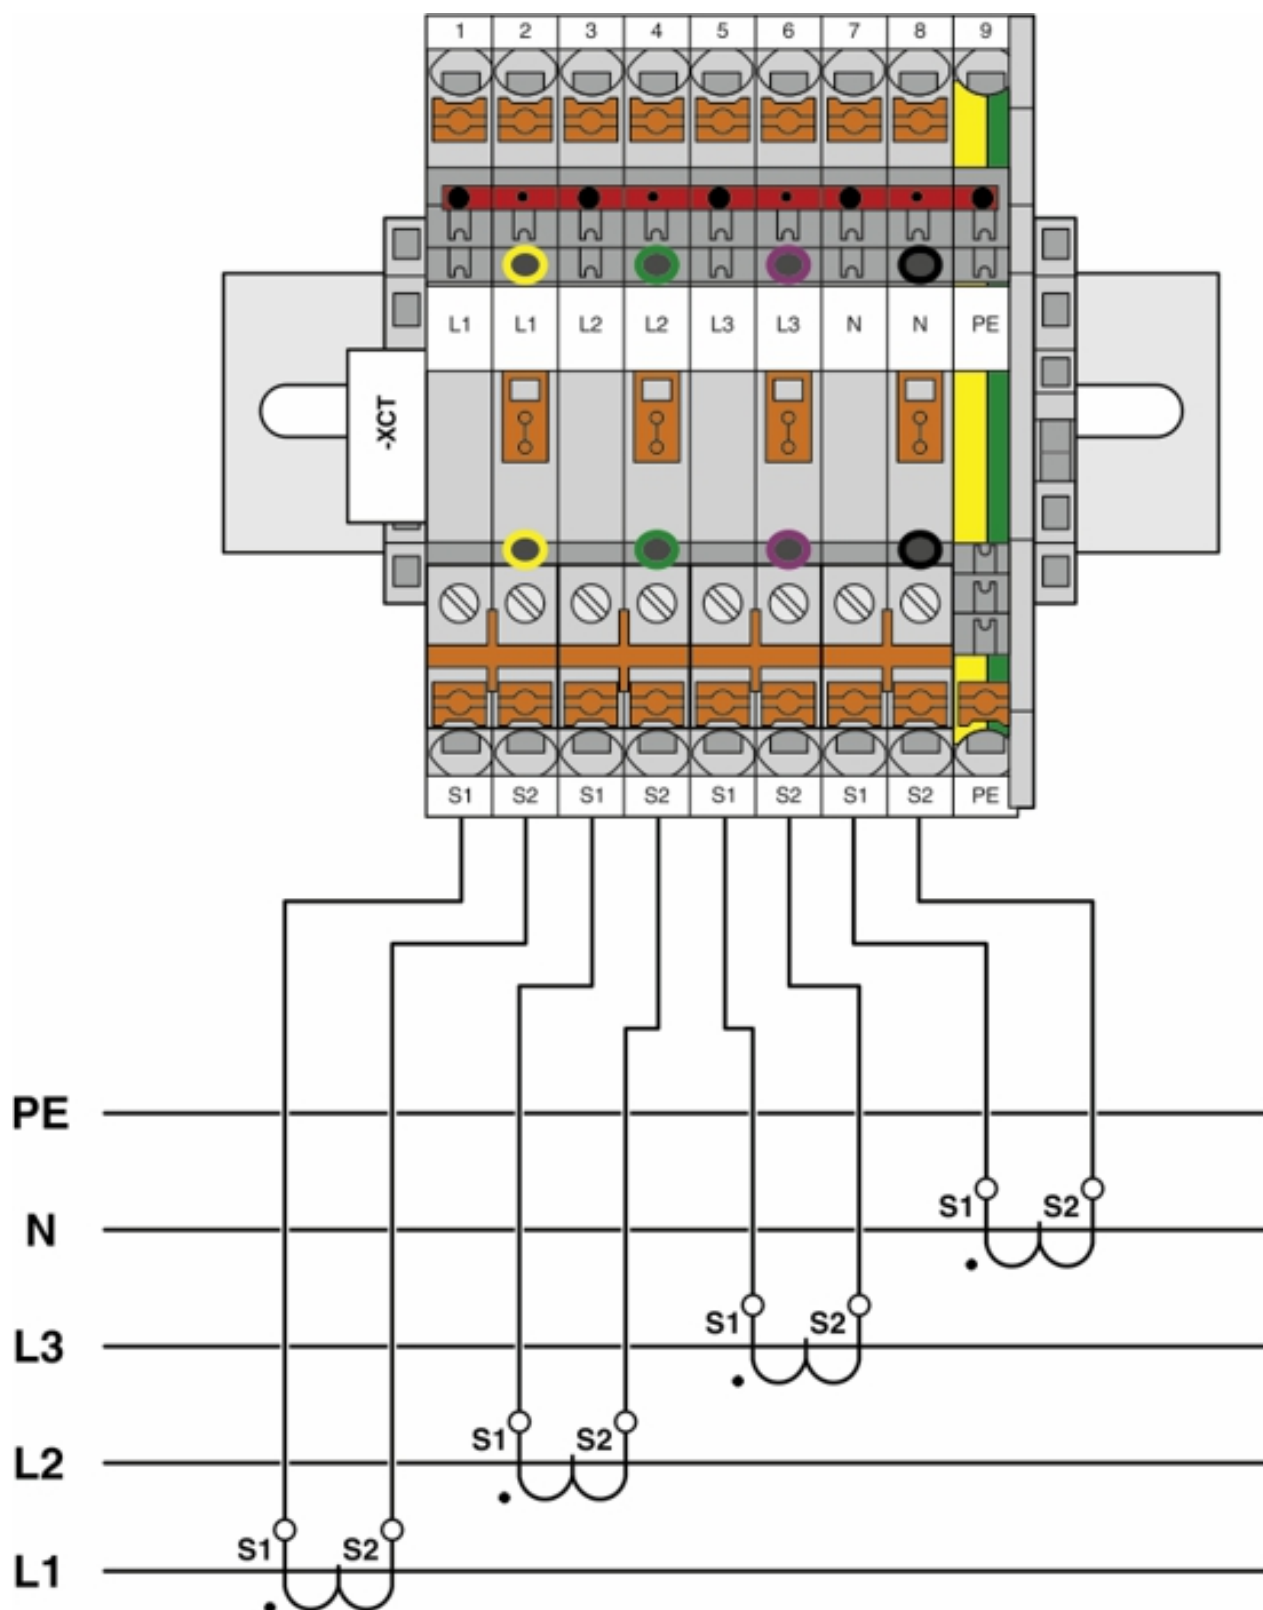 1 2 3 4 5 6 7 8 9
L1 L1 L2 L2 L3 L3 N N PE
-XCT
S1 S2 S1 S2 S1 S2 S1 S2 PE
PE
S1 S2
N
S1 S2
L3
S1 S2
L2
S1 S2
L1